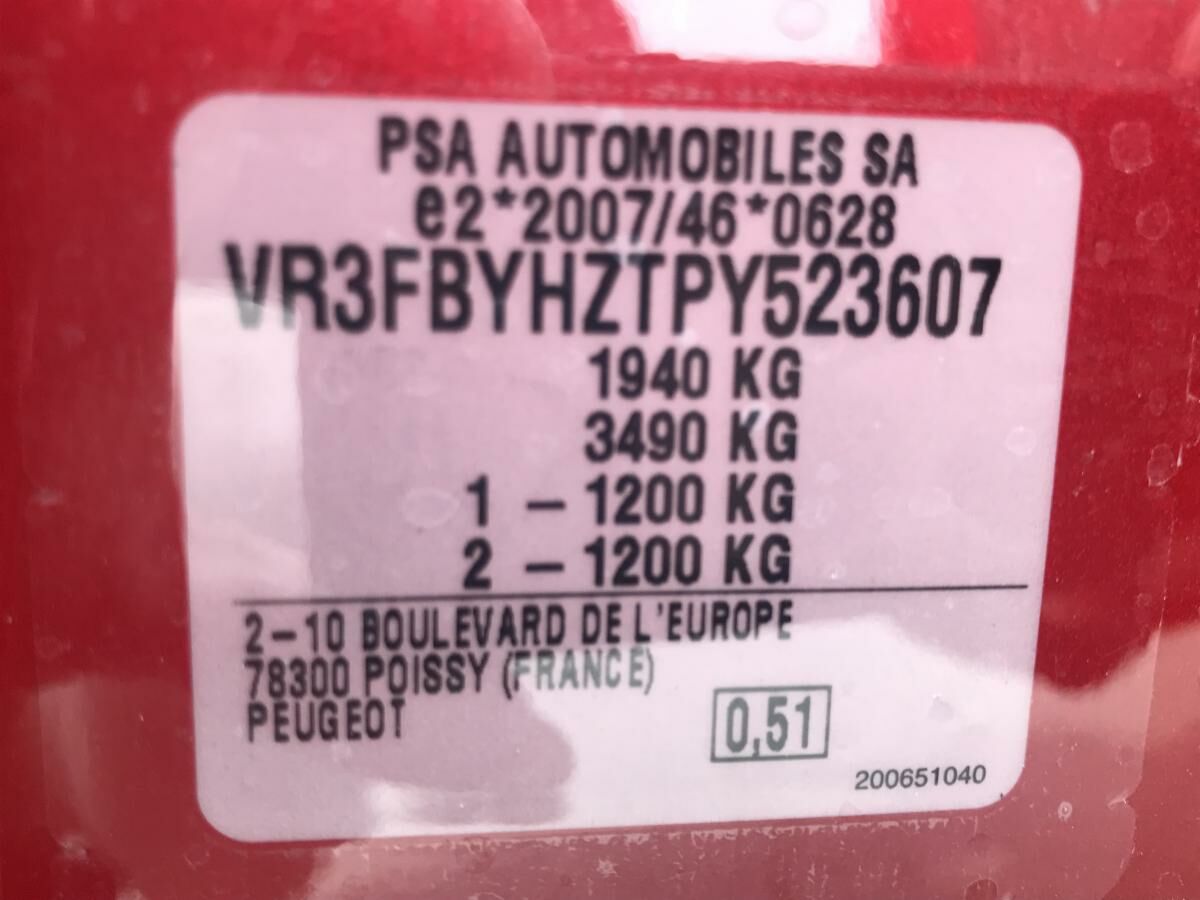 PSA AUTOMOBILES SA
e2*2007/46*0628
VR3FBYHZTPY523607
1940 KG
3490 KG
1 – 1200 KG
2 – 1200 KG
2–10 BOULEVARD DE L'EUROPE
78300 POISSY (FRANCE)
PEUGEOT
0,51
200651040